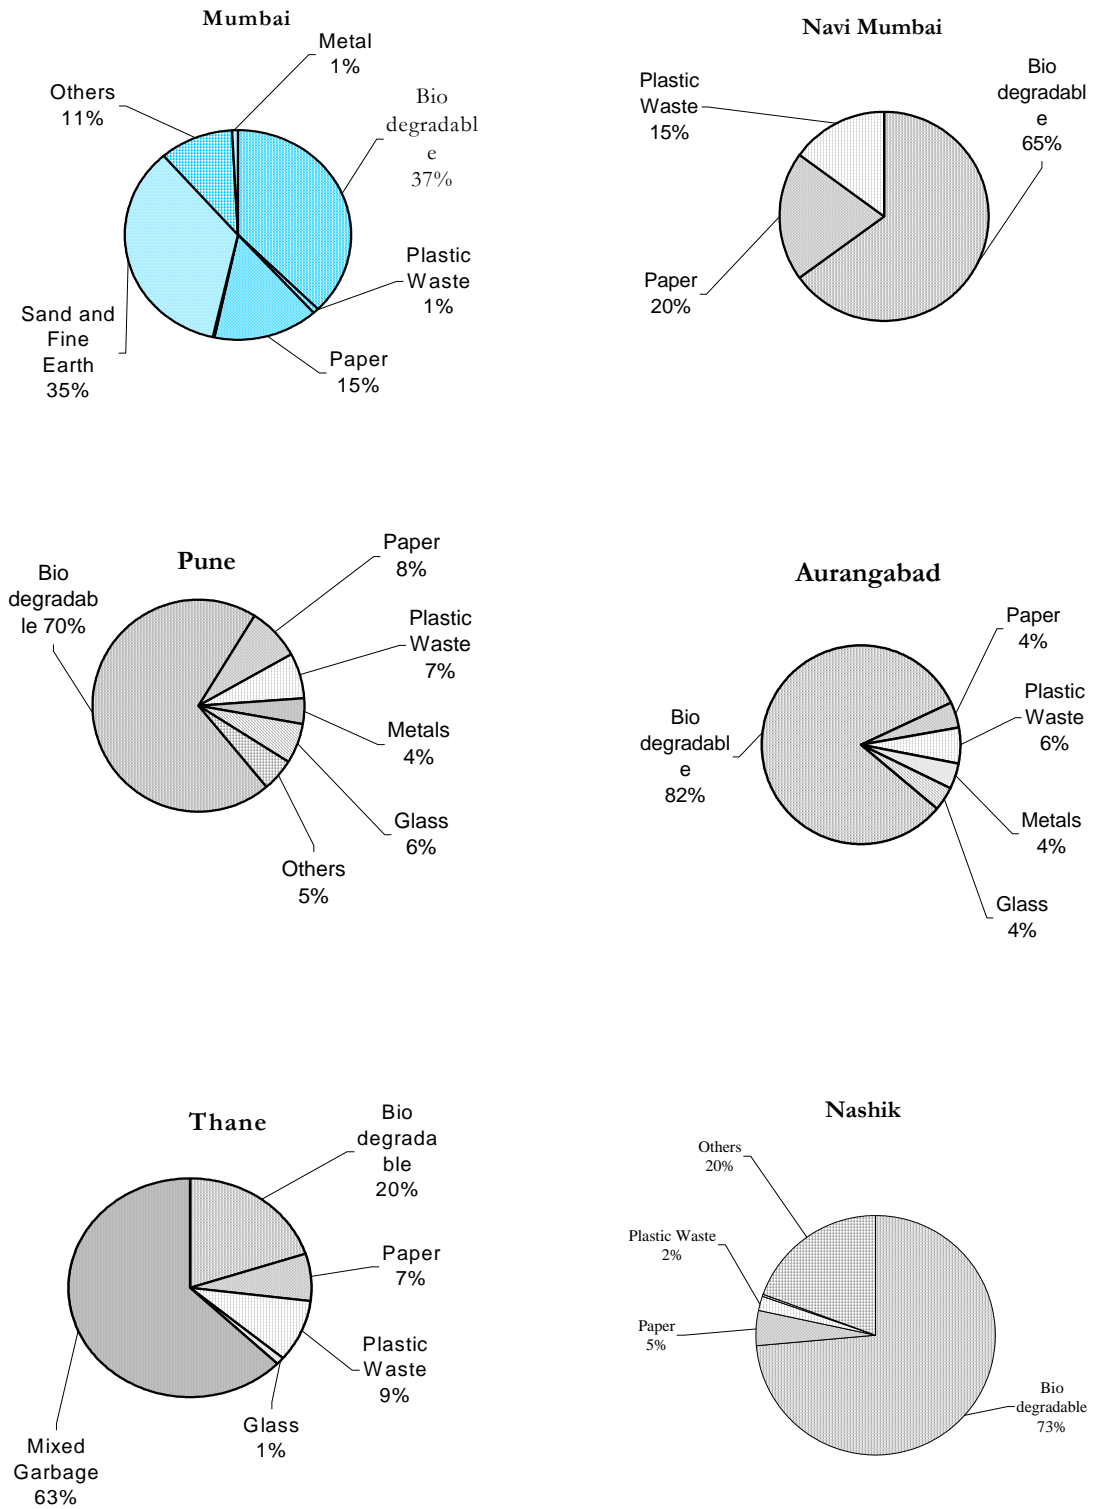 Mumbai
Metal
1%
Others
11%
Bio
degradabl
e
37%
Plastic
Waste
1%
Sand and
Fine
Earth
35%
Paper
15%
Navi Mumbai
Plastic
Waste
15%
Bio
degradabl
e
65%
Paper
20%
Pune
Bio
degradab
le 70%
Paper
8%
Plastic
Waste
7%
Metals
4%
Glass
6%
Others
5%
Aurangabad
Paper
4%
Plastic
Waste
6%
Bio
degradabl
e
82%
Metals
4%
Glass
4%
Thane
Bio
degrada
ble
20%
Paper
7%
Plastic
Waste
9%
Glass
1%
Mixed
Garbage
63%
Nashik
Others
20%
Plastic Waste
2%
Paper
5%
Bio
degradable
73%